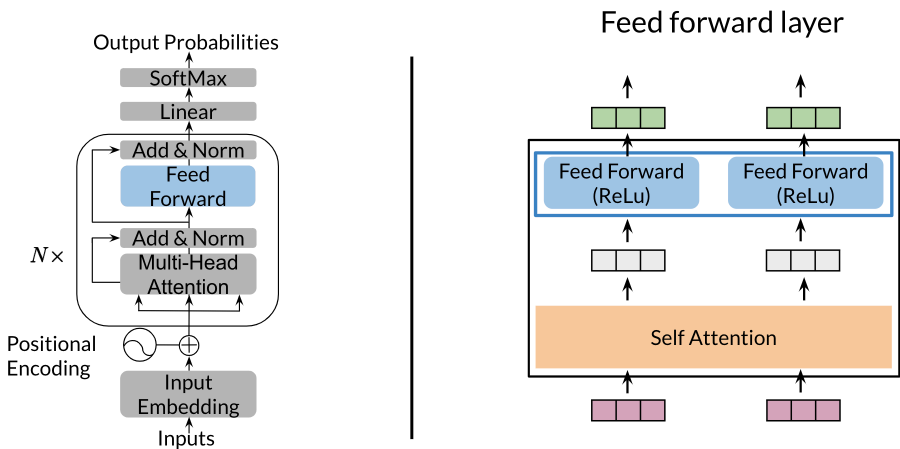 Output Probabilities
SoftMax
Linear
Add & Norm
Feed
Forward
Add & Norm
N×
Multi-Head
Attention
Positional
Encoding
Input
Embedding
Inputs
Feed forward layer
Feed Forward
(ReLu)
Feed Forward
(ReLu)
Self Attention